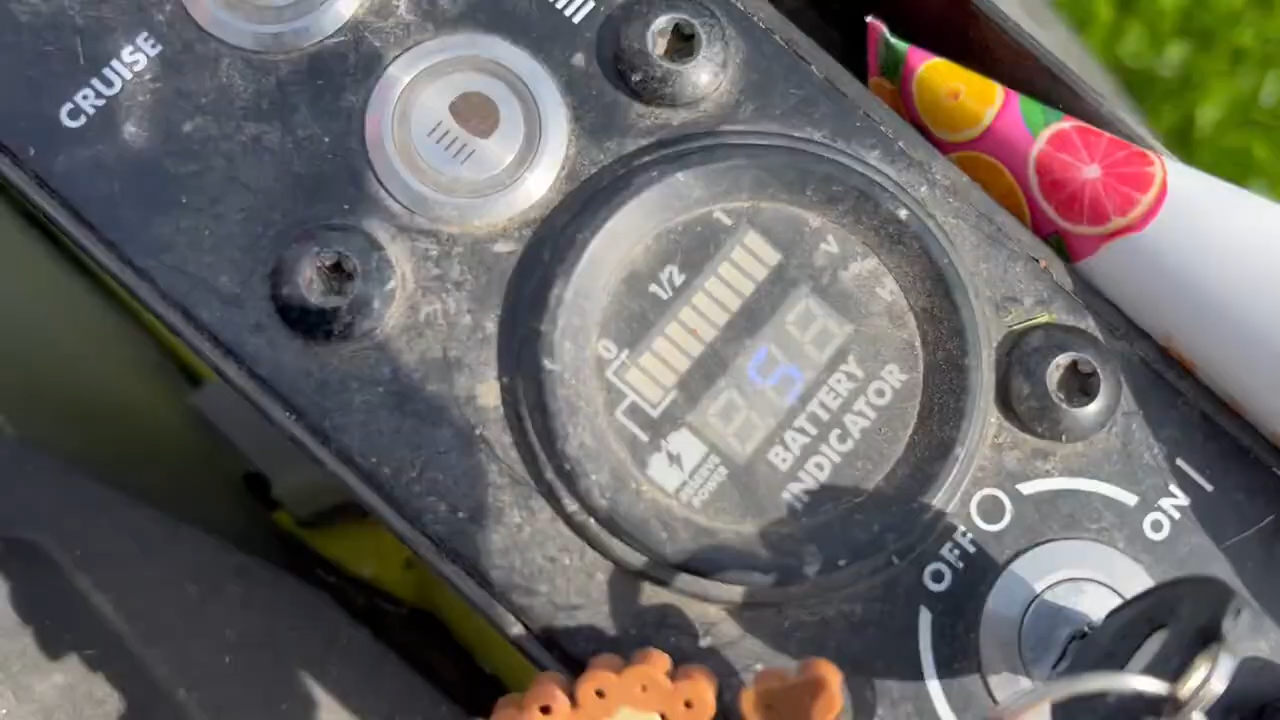 CRUISE
1
1/2
0
V
5
RESERVE
POWER
BATTERY
INDICATOR
OFF
ON